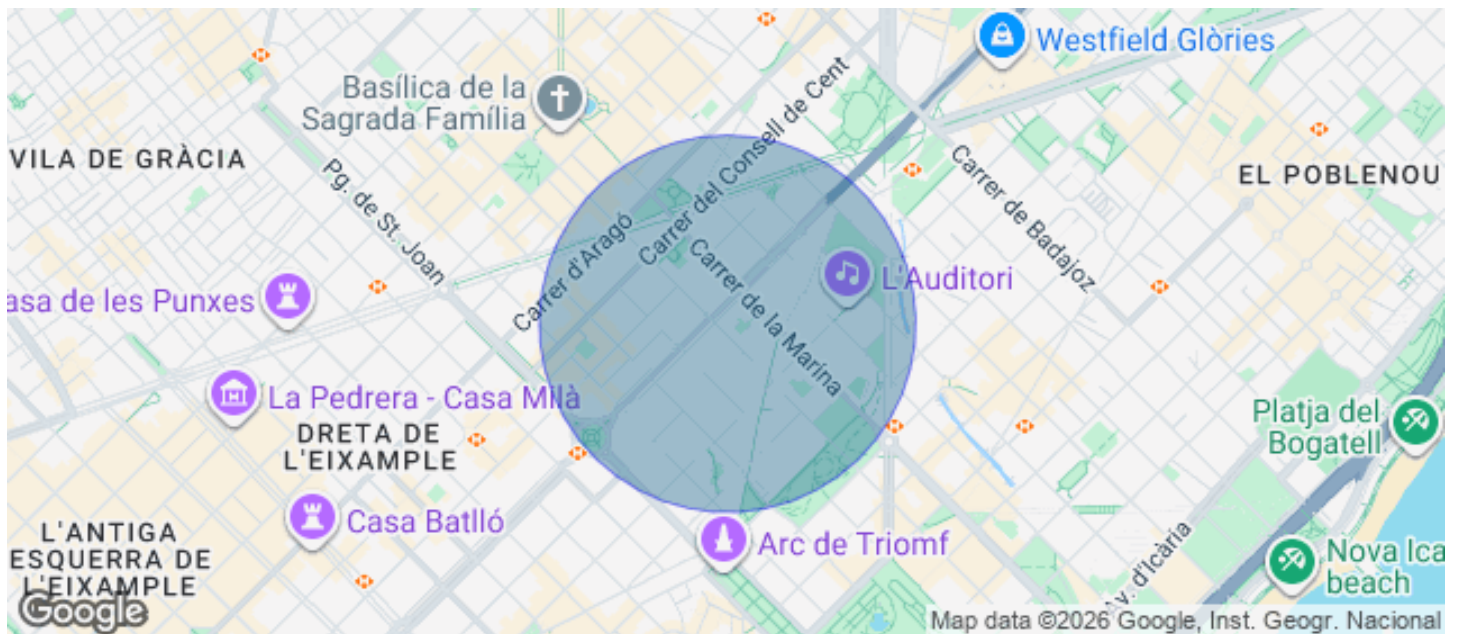 Westfield Glòries
Basílica de la
Sagrada Família
Carrer del Consell de Cent
VILA DE GRÀCIA
Pg. de St. Joan
Carrer de Badajoz
EL POBLENOU
Carrer d'Aragó
Carrer de la Marina
L'Auditori
asa de les Punxes
La Pedrera - Casa Milà
DRETA DE
L'EIXAMPLE
Platja del
Bogatell
Casa Batlló
L'ANTIGA
ESQUERRA DE
L'EIXAMPLE
Arc de Triomf
Av. d'Icària
Nova Ica
beach
Google
Map data ©2026 Google, Inst. Geogr. Nacional